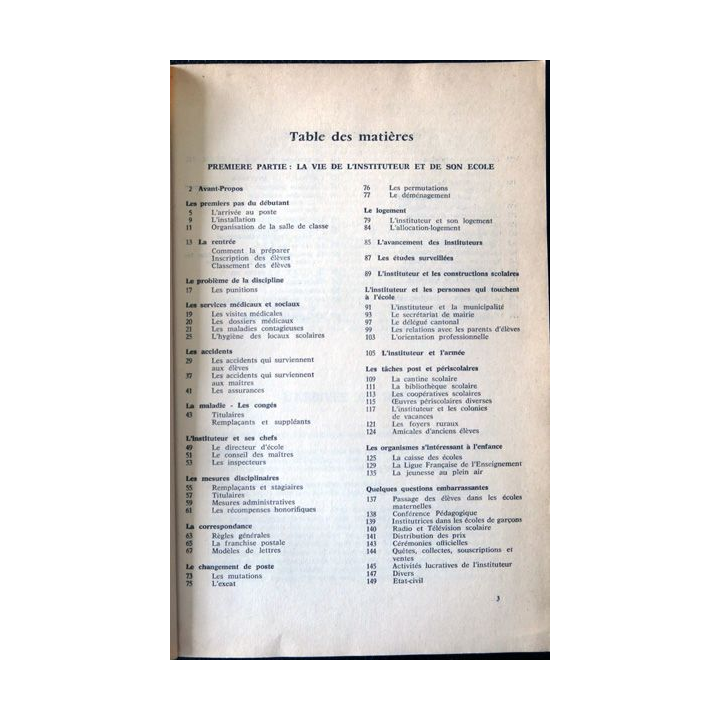 Table des matières
PREMIERE PARTIE : LA VIE DE L'INSTITUTEUR ET DE SON ECOLE
2 Avant-Propos
Les premiers pas du débutant
5 L'arrivée au poste
9 L'installation
11 Organisation de la salle de classe
13 La rentrée
Comment la préparer
Inscription des élèves
Classement des élèves
Le problème de la discipline
17 Les punitions
Les services médicaux et sociaux
19 Les visites médicales
20 Les dossiers médicaux
21 Les maladies contagieuses
25 L'hygiène des locaux scolaires
Les accidents
29 Les accidents qui surviennent
aux élèves
37 Les accidents qui surviennent
aux maîtres
41 Les assurances
La maladie - Les congés
43 Titulaires
Remplaçants et suppléants
L'instituteur et ses chefs
49 Le directeur d'école
51 Le conseil des maîtres
53 Les inspecteurs
Les mesures disciplinaires
55 Remplaçants et stagiaires
57 Titulaires
59 Mesures administratives
61 Les récompenses honorifiques
La correspondance
63 Règles générales
65 La franchise postale
67 Modèles de lettres
Le changement de poste
73 Les mutations
75 L'exeat
76 Les permutations
77 Le déménagement
Le logement
79 L'instituteur et son logement
84 L'allocation-logement
85 L'avancement des instituteurs
87 Les études surveillées
89 L'instituteur et les constructions scolaires
L'instituteur et les personnes qui touchent
à l'école
91 L'instituteur et la municipalité
93 Le secrétariat de mairie
97 Le délégué cantonal
99 Les relations avec les parents d'élèves
103 L'orientation professionnelle
105 L'instituteur et l'armée
Les tâches post et périscolaires
109 La cantine scolaire
111 La bibliothèque scolaire
113 Les coopératives scolaires
115 Œuvres périscolaires diverses
117 L'instituteur et les colonies
de vacances
121 Les foyers ruraux
124 Amicales d'anciens élèves
Les organismes s'intéressant à l'enfance
125 La caisse des écoles
129 La Ligue Française de l'Enseignement
135 La jeunesse au plein air
Quelques questions embarrassantes
137 Passage des élèves dans les écoles
maternelles
138 Conférence Pédagogique
139 Institutrices dans les écoles de garçons
140 Radio et Télévision scolaire
141 Distribution des prix
143 Cérémonies officielles
144 Quêtes, collectes, souscriptions et
ventes
145 Activités lucratives de l'instituteur
147 Divers
149 Etat-civil
3